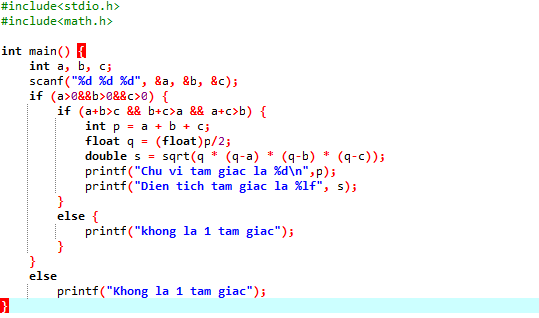 #include<stdio.h>
#include<math.h>
int main() {
int a, b, c;
scanf("%d %d %d", &a, &b, &c);
if (a>0&&b>0&&c>0) {
if (a+b>c && b+c>a && a+c>b) {
int p = a + b + c;
float q = (float)p/2;
double s = sqrt(q * (q-a) * (q-b) * (q-c));
printf("Chu vi tam giac la %d\n",p);
printf("Dien tich tam giac la %lf", s);
}
else {
printf("khong la 1 tam giac");
}
}
else
printf("Khong la 1 tam giac");
}